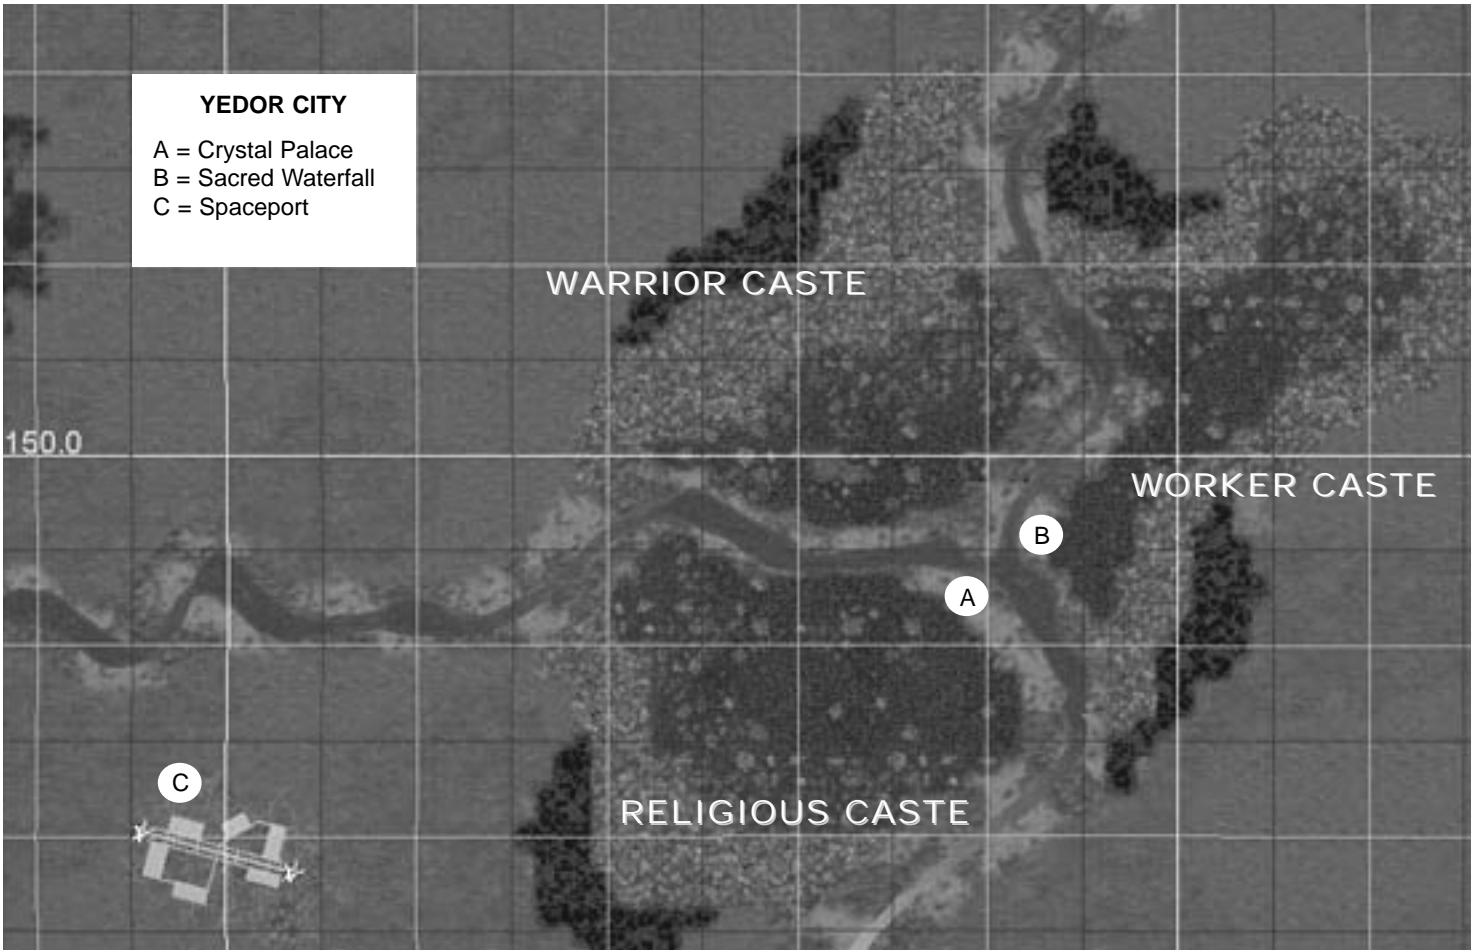 YEDOR CITY
A = Crystal Palace
B = Sacred Waterfall
C = Spaceport
WARRIOR CASTE
150.0
WORKER CASTE
B
A
C
RELIGIOUS CASTE